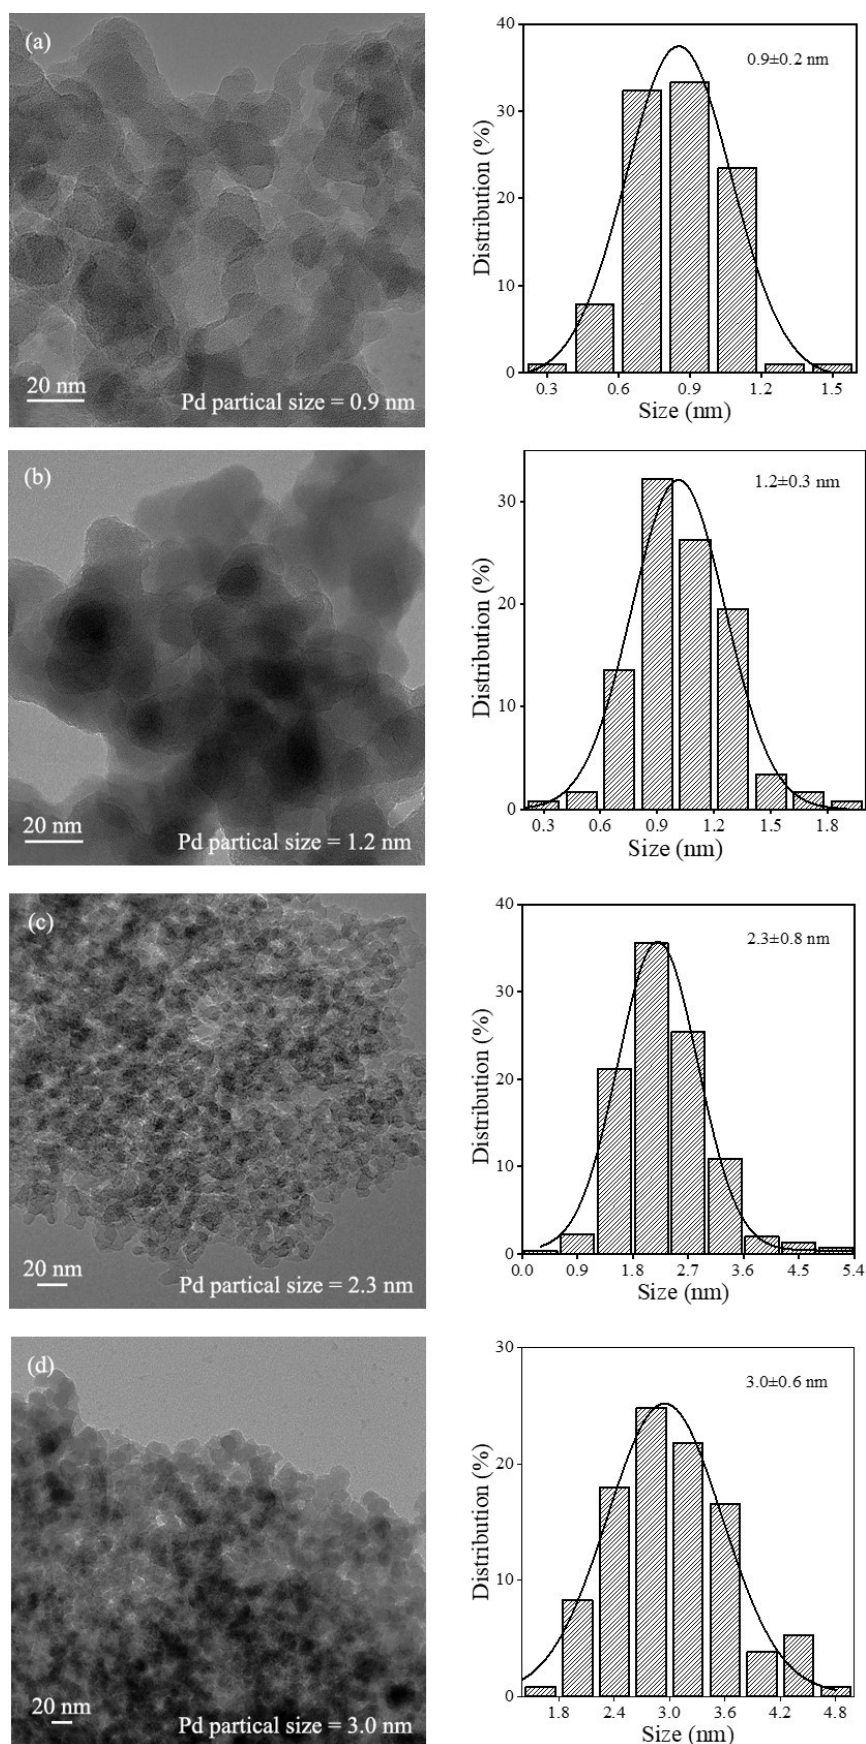 (a)
20 nm
Pd partical size = 0.9 nm
40
30
20
10
0
Distribution (%)
0.9±0.2 nm
0.3 0.6 0.9 1.2 1.5
Size (nm)
(b)
20 nm
Pd partical size = 1.2 nm
30
20
10
0
Distribution (%)
1.2±0.3 nm
0.3 0.6 0.9 1.2 1.5 1.8
Size (nm)
(c)
20 nm
Pd partical size = 2.3 nm
40
30
20
10
0
Distribution (%)
2.3±0.8 nm
0.0 0.9 1.8 2.7 3.6 4.5 5.4
Size (nm)
(d)
20 nm
Pd partical size = 3.0 nm
30
20
10
0
Distribution (%)
3.0±0.6 nm
1.8 2.4 3.0 3.6 4.2 4.8
Size (nm)